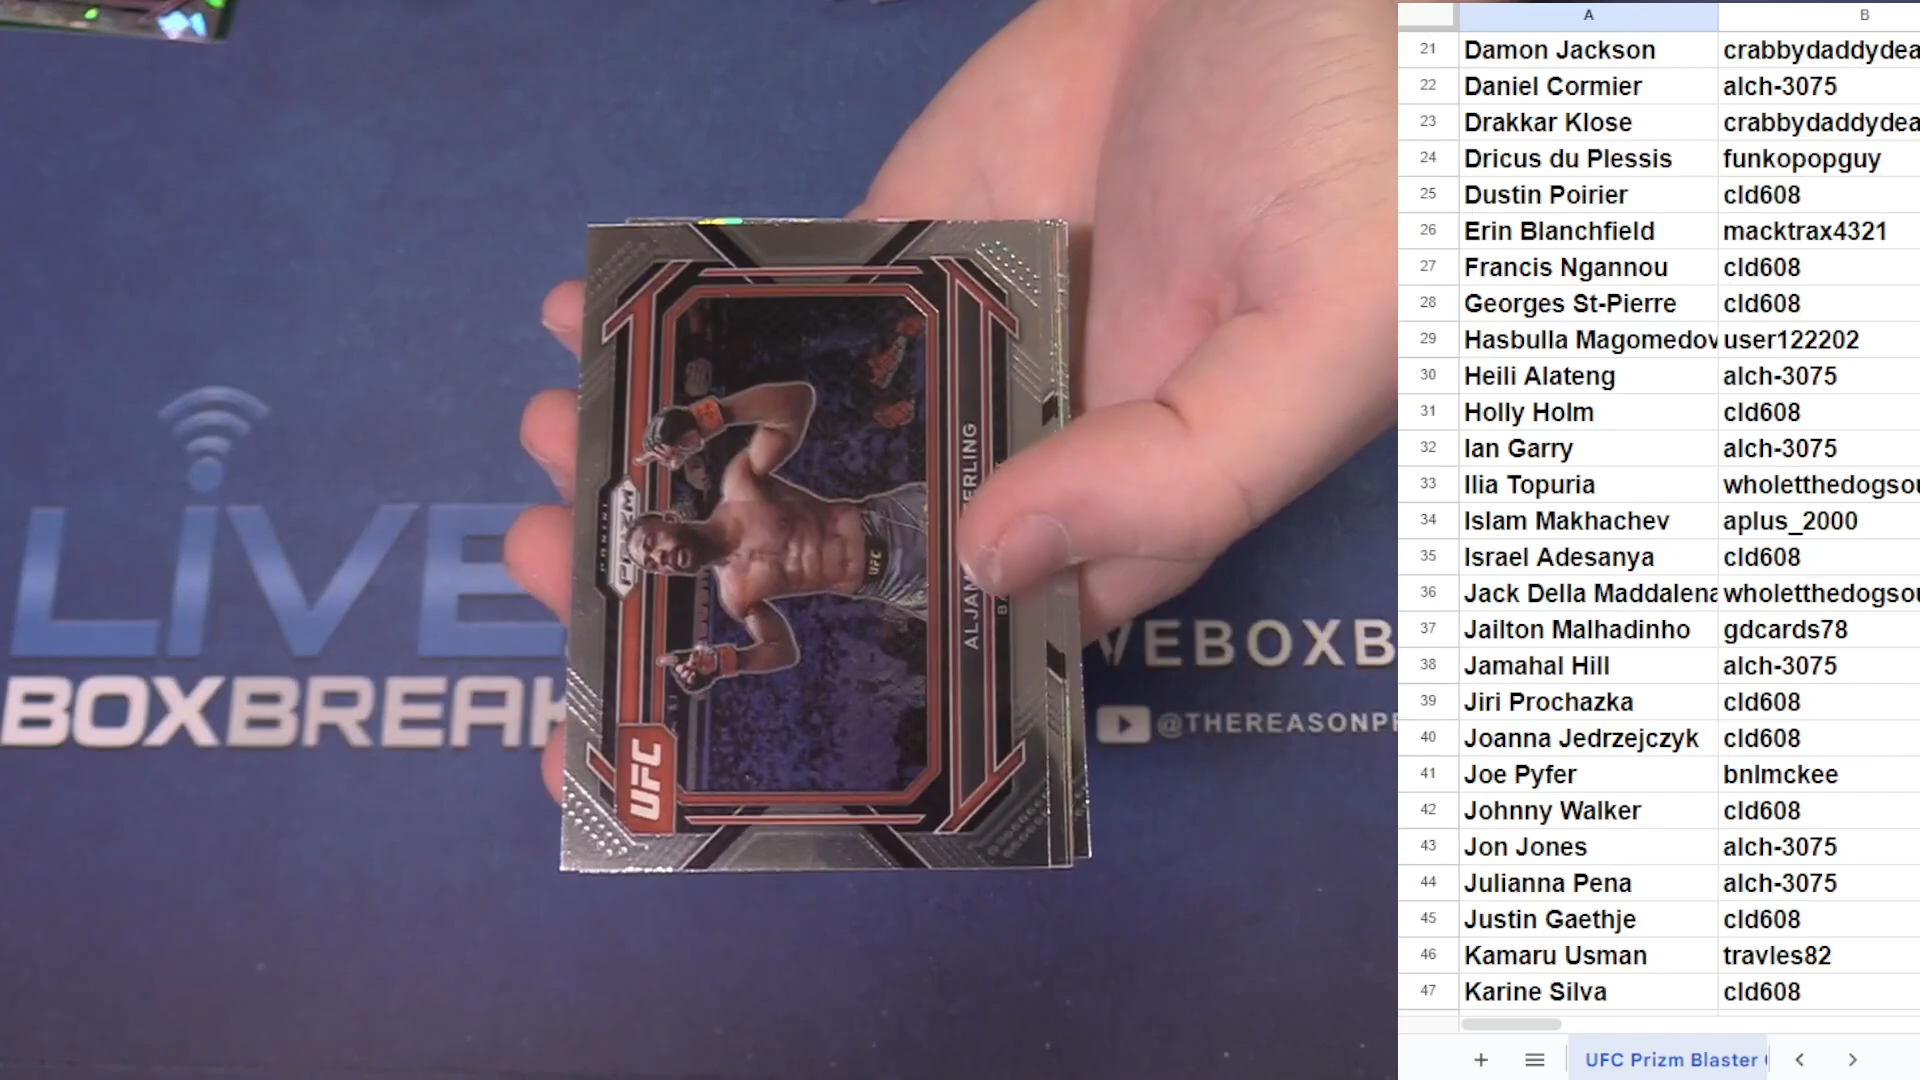 LiVE
BOXBREAK
VEBOXB
@THEREASONPR
PANINI
PRIZM
UFC
UFC
ERLING
A
B
21 Damon Jackson crabbydaddydea
22 Daniel Cormier alch-3075
23 Drakkar Klose crabbydaddydea
24 Dricus du Plessis funkopopguy
25 Dustin Poirier cld608
26 Erin Blanchfield macktrax4321
27 Francis Ngannou cld608
28 Georges St-Pierre cld608
29 Hasbulla Magomedov user122202
30 Heili Alateng alch-3075
31 Holly Holm cld608
32 Ian Garry alch-3075
33 Ilia Topuria wholetthedogsou
34 Islam Makhachev aplus_2000
35 Israel Adesanya cld608
36 Jack Della Maddalena wholetthedogsou
37 Jailton Malhadinho gdcards78
38 Jamahal Hill alch-3075
39 Jiri Prochazka cld608
40 Joanna Jedrzejczyk cld608
41 Joe Pyfer bnlmckee
42 Johnny Walker cld608
43 Jon Jones alch-3075
44 Julianna Pena alch-3075
45 Justin Gaethje cld608
46 Kamaru Usman travles82
47 Karine Silva cld608
UFC Prizm Blaster